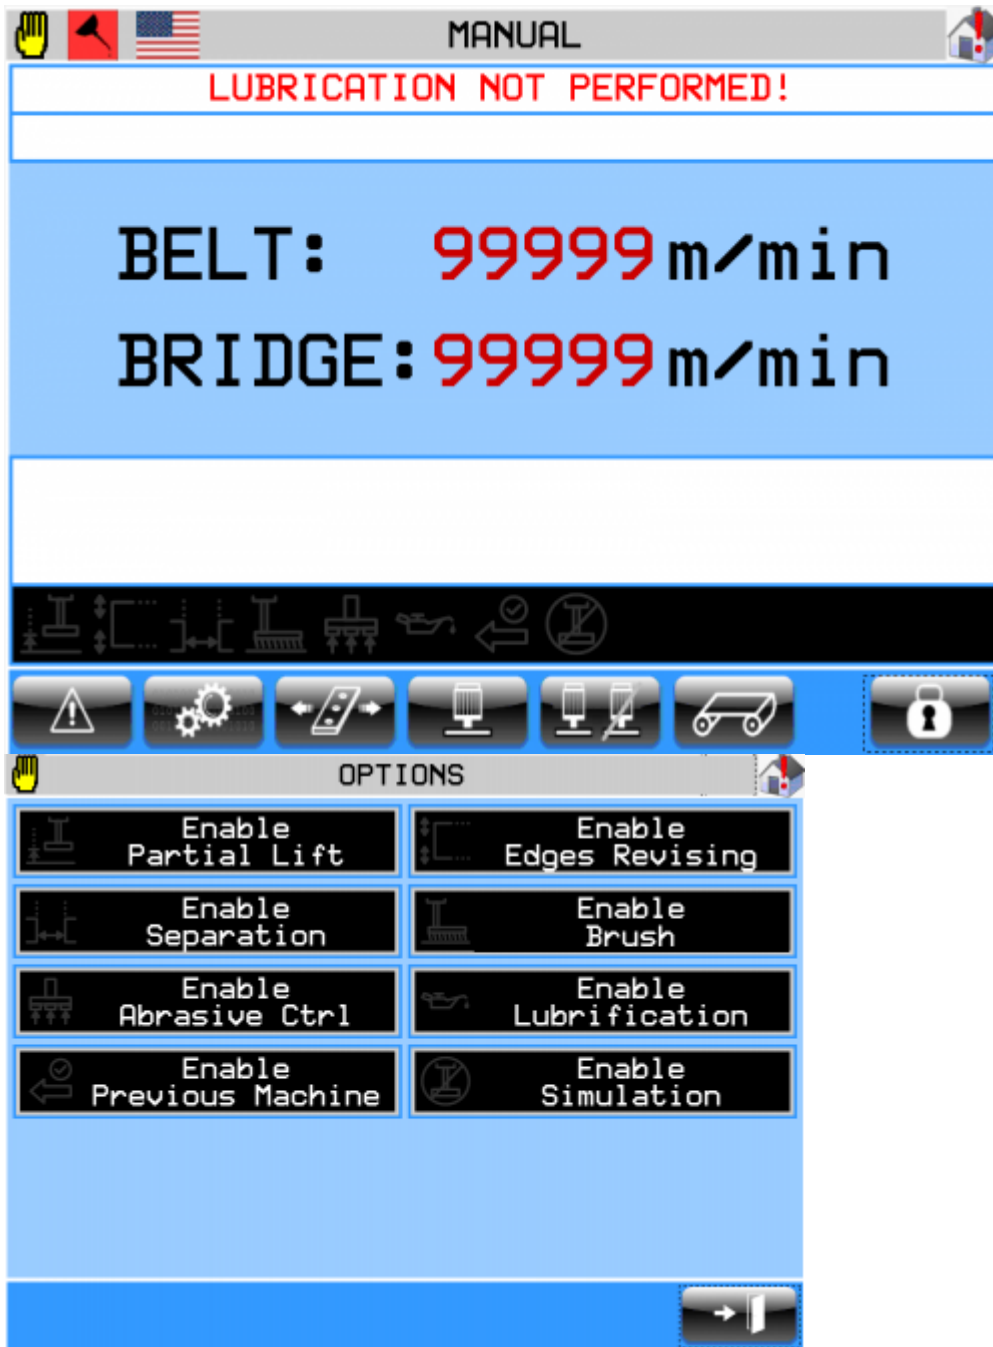 MANUAL
LUBRICATION NOT PERFORMED!
BELT: 99999 m/min
BRIDGE: 99999 m/min
OPTIONS
Enable
Partial Lift
Enable
Edges Revising
Enable
Separation
Enable
Brush
Enable
Abrasive Ctrl
Enable
Lubrification
Enable
Previous Machine
Enable
Simulation